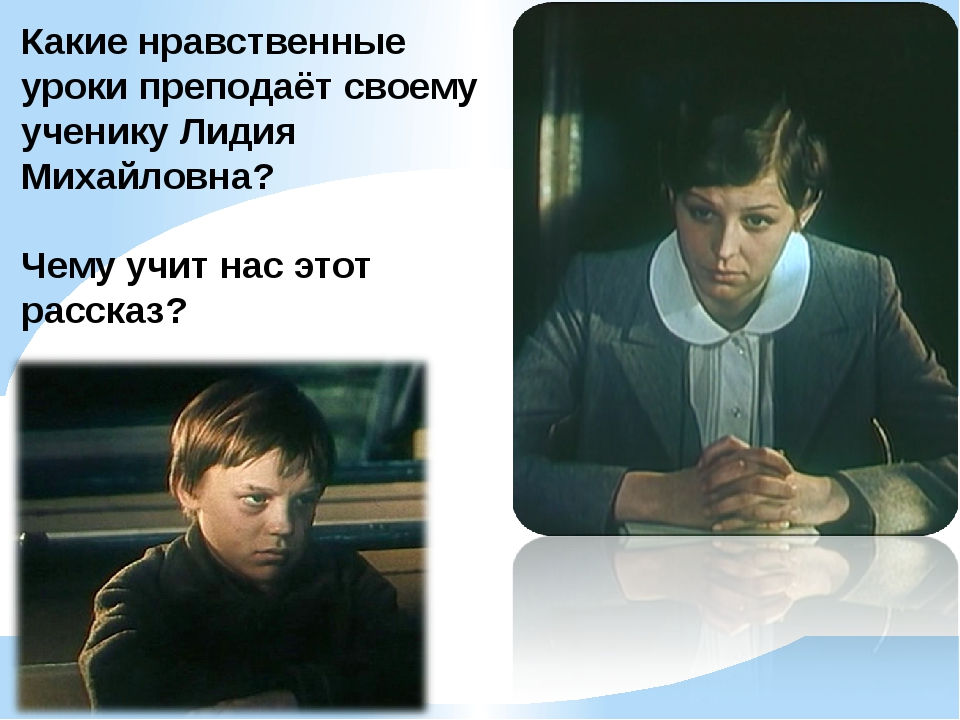 Какие нравственные
уроки преподаёт своему
ученику Лидия
Михайловна?
Чему учит нас этот
рассказ?